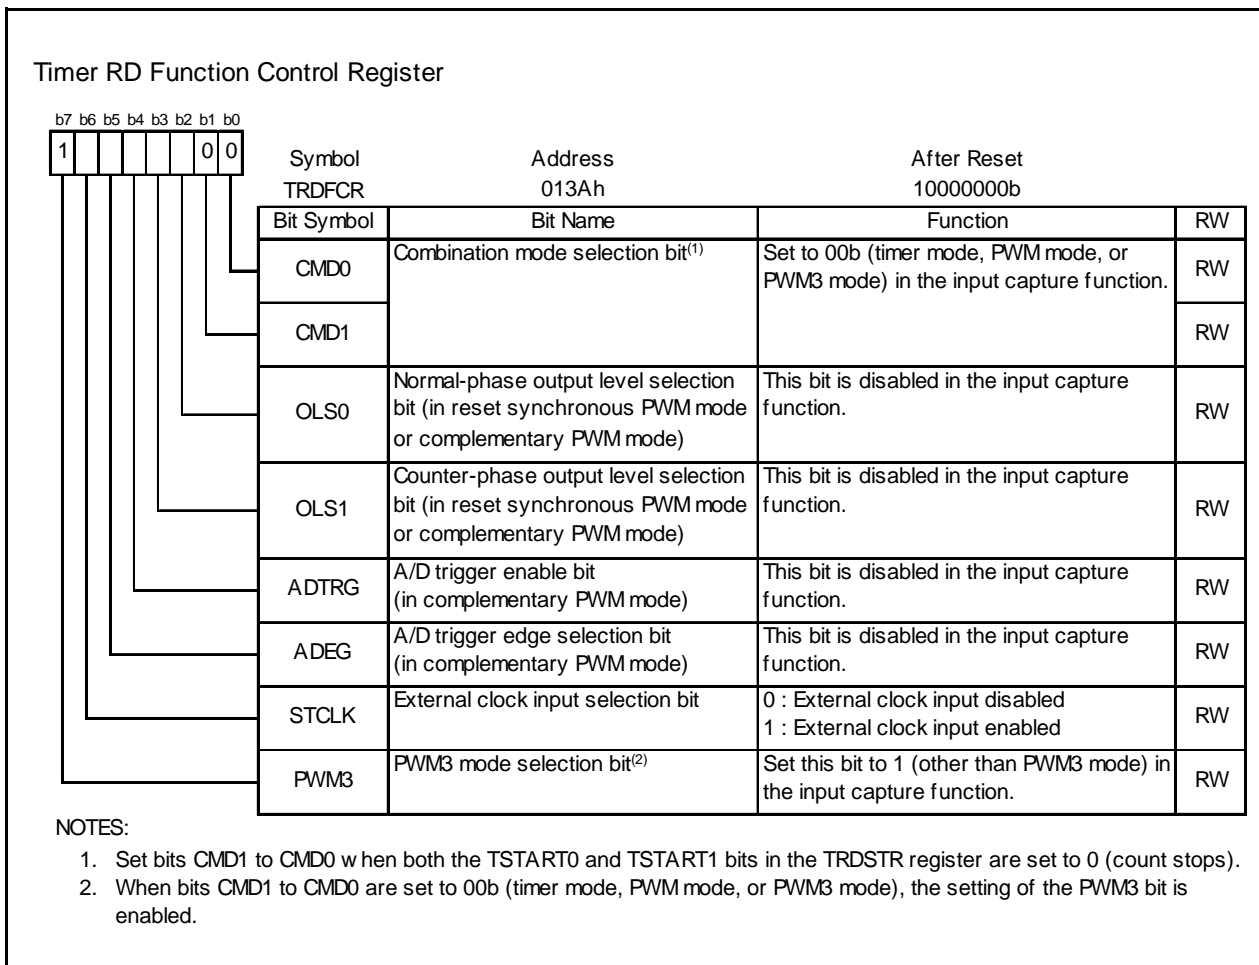 Timer RD Function Control Register
b7 b6 b5 b4 b3 b2 b1 b0
1 0 0
Symbol Address After Reset
TRDFCR 013Ah 10000000b
Bit Symbol Bit Name Function RW
CMD0 Combination mode selection bit(1) Set to 00b (timer mode, PWM mode, or
PWM3 mode) in the input capture function. RW
CMD1 RW
OLS0 Normal-phase output level selection This bit is disabled in the input capture
bit (in reset synchronous PWM mode function. RW
or complementary PWM mode)
OLS1 Counter-phase output level selection This bit is disabled in the input capture
bit (in reset synchronous PWM mode function. RW
or complementary PWM mode)
ADTRG A/D trigger enable bit This bit is disabled in the input capture
(in complementary PWM mode) function. RW
ADEG A/D trigger edge selection bit This bit is disabled in the input capture
(in complementary PWM mode) function. RW
STCLK External clock input selection bit 0 : External clock input disabled
1 : External clock input enabled RW
PWM3 PWM3 mode selection bit(2) Set this bit to 1 (other than PWM3 mode) in
the input capture function. RW
NOTES:
1. Set bits CMD1 to CMD0 when both the TSTART0 and TSTART1 bits in the TRDSTR register are set to 0 (count stops).
2. When bits CMD1 to CMD0 are set to 00b (timer mode, PWM mode, or PWM3 mode), the setting of the PWM3 bit is
enabled.